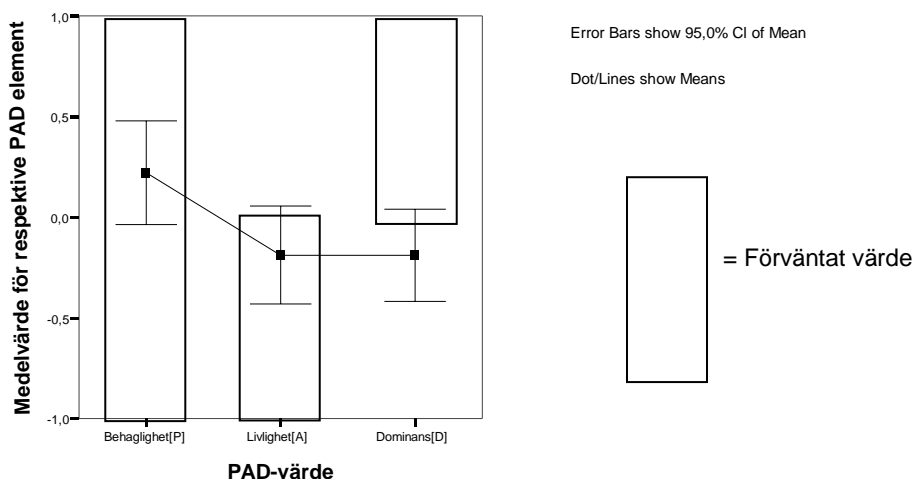 Medelvärde för respektive PAD element
1,0
0,5
0,0
-0,5
-1,0
Behaglighet[P]
Livlighet[A]
Dominans[D]
PAD-värde
Error Bars show 95,0% Cl of Mean
Dot/Lines show Means
= Förväntat värde